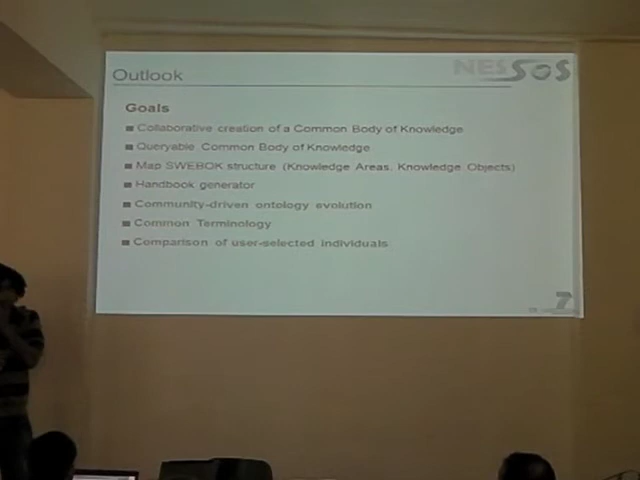 Outlook
NESSOS
Goals
Collaborative creation of a Common Body of Knowledge
Queryable Common Body of Knowledge
Map SWEBOK structure (Knowledge Areas, Knowledge Objects)
Handbook generator
Community-driven ontology evolution
Common Terminology
Comparison of user-selected individuals
7